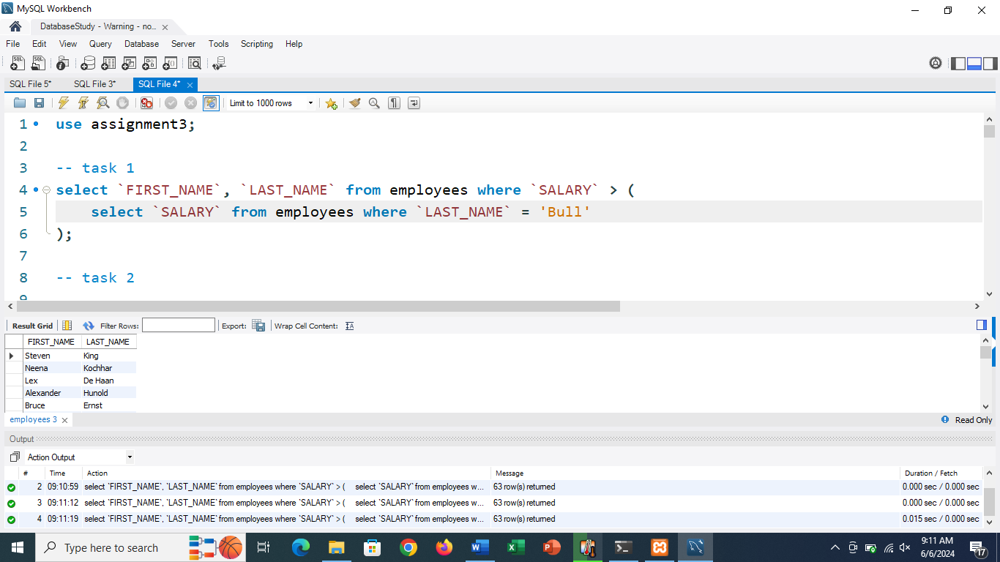 MySQL Workbench
DatabaseStudy - Warning - no...
File Edit View Query Database Server Tools Scripting Help
SQL File 5* SQL File 3* SQL File 4*
Limit to 1000 rows
1 use assignment3;
2
3 -- task 1
4 select `FIRST_NAME`, `LAST_NAME` from employees where `SALARY` > (
5 select `SALARY` from employees where `LAST_NAME` = 'Bull'
6 );
7
8 -- task 2
9
Result Grid Filter Rows: Export: Wrap Cell Content:
FIRST_NAME LAST_NAME
Steven King
Neena Kochhar
Lex De Haan
Alexander Hunold
Bruce Ernst
employees 3 Read Only
Output
Action Output
# Time Action Message Duration / Fetch
2 09:10:59 select `FIRST_NAME`, `LAST_NAME` from employees where `SALARY` > ( select `SALARY` from employees w... 63 row(s) returned 0.000 sec / 0.000 sec
3 09:11:12 select `FIRST_NAME`, `LAST_NAME` from employees where `SALARY` > ( select `SALARY` from employees w... 63 row(s) returned 0.000 sec / 0.000 sec
4 09:11:19 select `FIRST_NAME`, `LAST_NAME` from employees where `SALARY` > ( select `SALARY` from employees w... 63 row(s) returned 0.015 sec / 0.000 sec
Type here to search
9:11 AM
6/6/2024
17